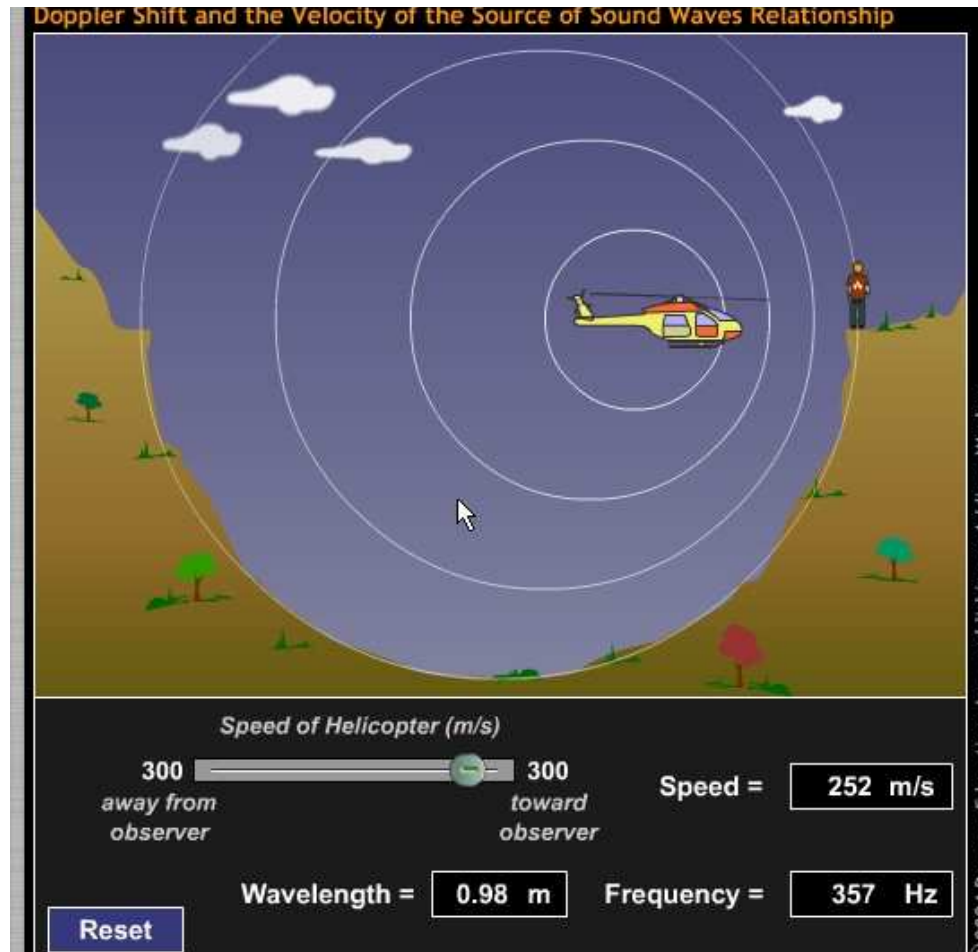 Doppler Shift and the Velocity of the Source of Sound Waves Relationship
Speed of Helicopter (m/s)
300 300
away from toward
observer observer
Speed = 252 m/s
Wavelength = 0.98 m Frequency = 357 Hz
Reset